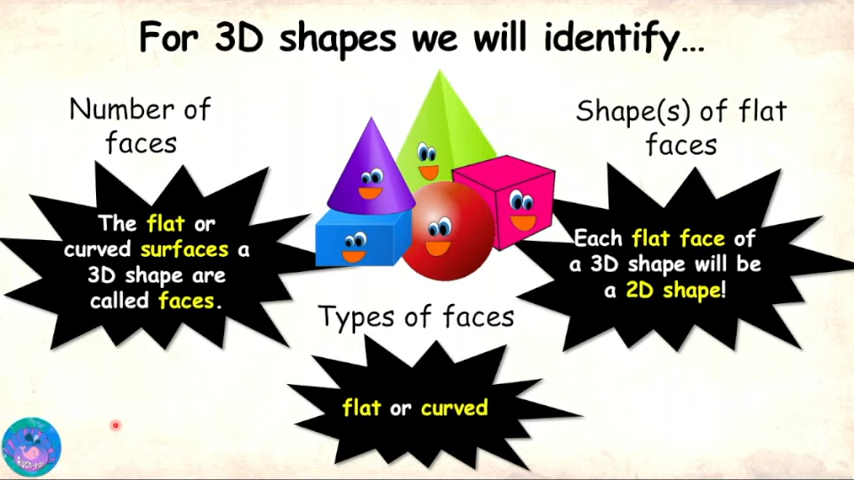 For 3D shapes we will identify…
Number of
faces
The flat or
curved surfaces a
3D shape are
called faces.
Shape(s) of flat
faces
Each flat face of
a 3D shape will be
a 2D shape!
Types of faces
flat or curved